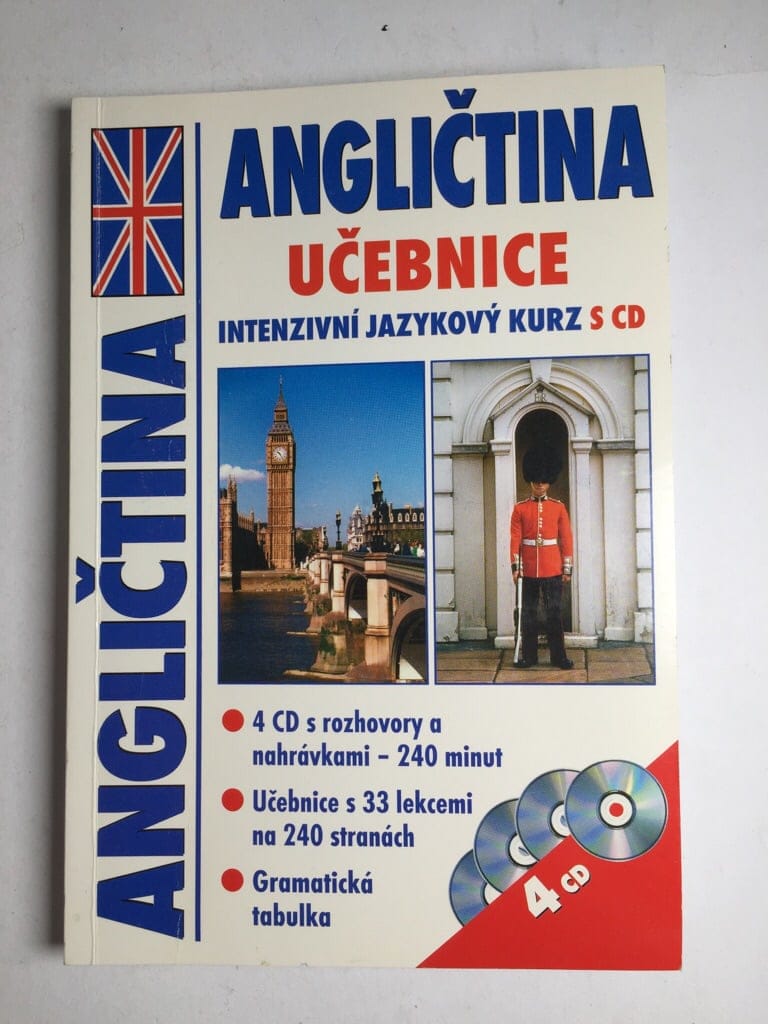 ANGLIČTINA
ANGLIČTINA
UČEBNICE
INTENZIVNÍ JAZYKOVÝ KURZ S CD
4 CD s rozhovory a
nahrávkami – 240 minut
Učebnice s 33 lekcemi
na 240 stranách
Gramatická
tabulka
4 CD